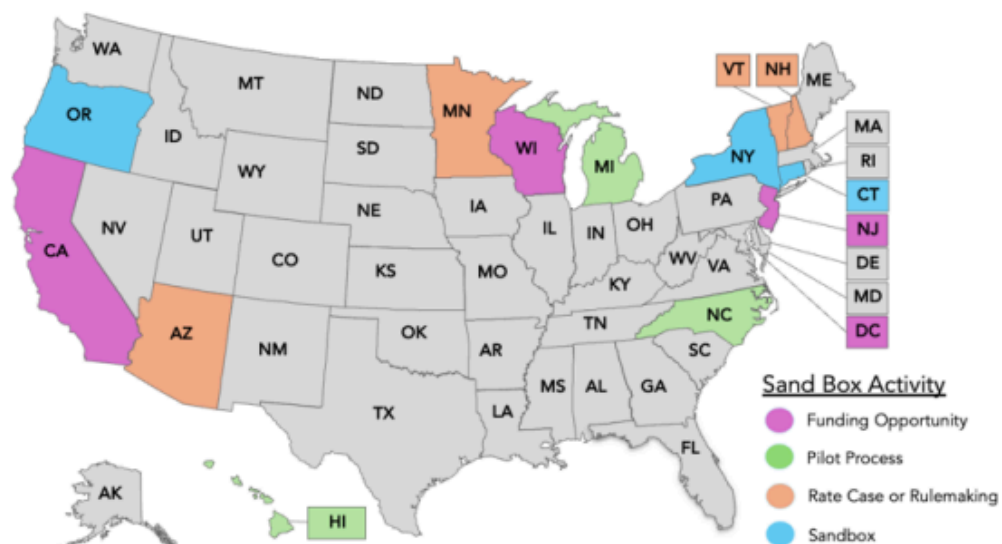 WA
MT
ND
MN
VT
NH
ME
OR
ID
SD
WI
MI
NY
MA
RI
CT
WY
NE
IA
PA
NJ
NV
UT
CO
KS
MO
IL
IN
OH
WV
VA
DE
MD
DC
CA
KY
AZ
NM
OK
AR
TN
NC
SC
TX
LA
MS
AL
GA
FL
AK
HI
Sand Box Activity
Funding Opportunity
Pilot Process
Rate Case or Rulemaking
Sandbox